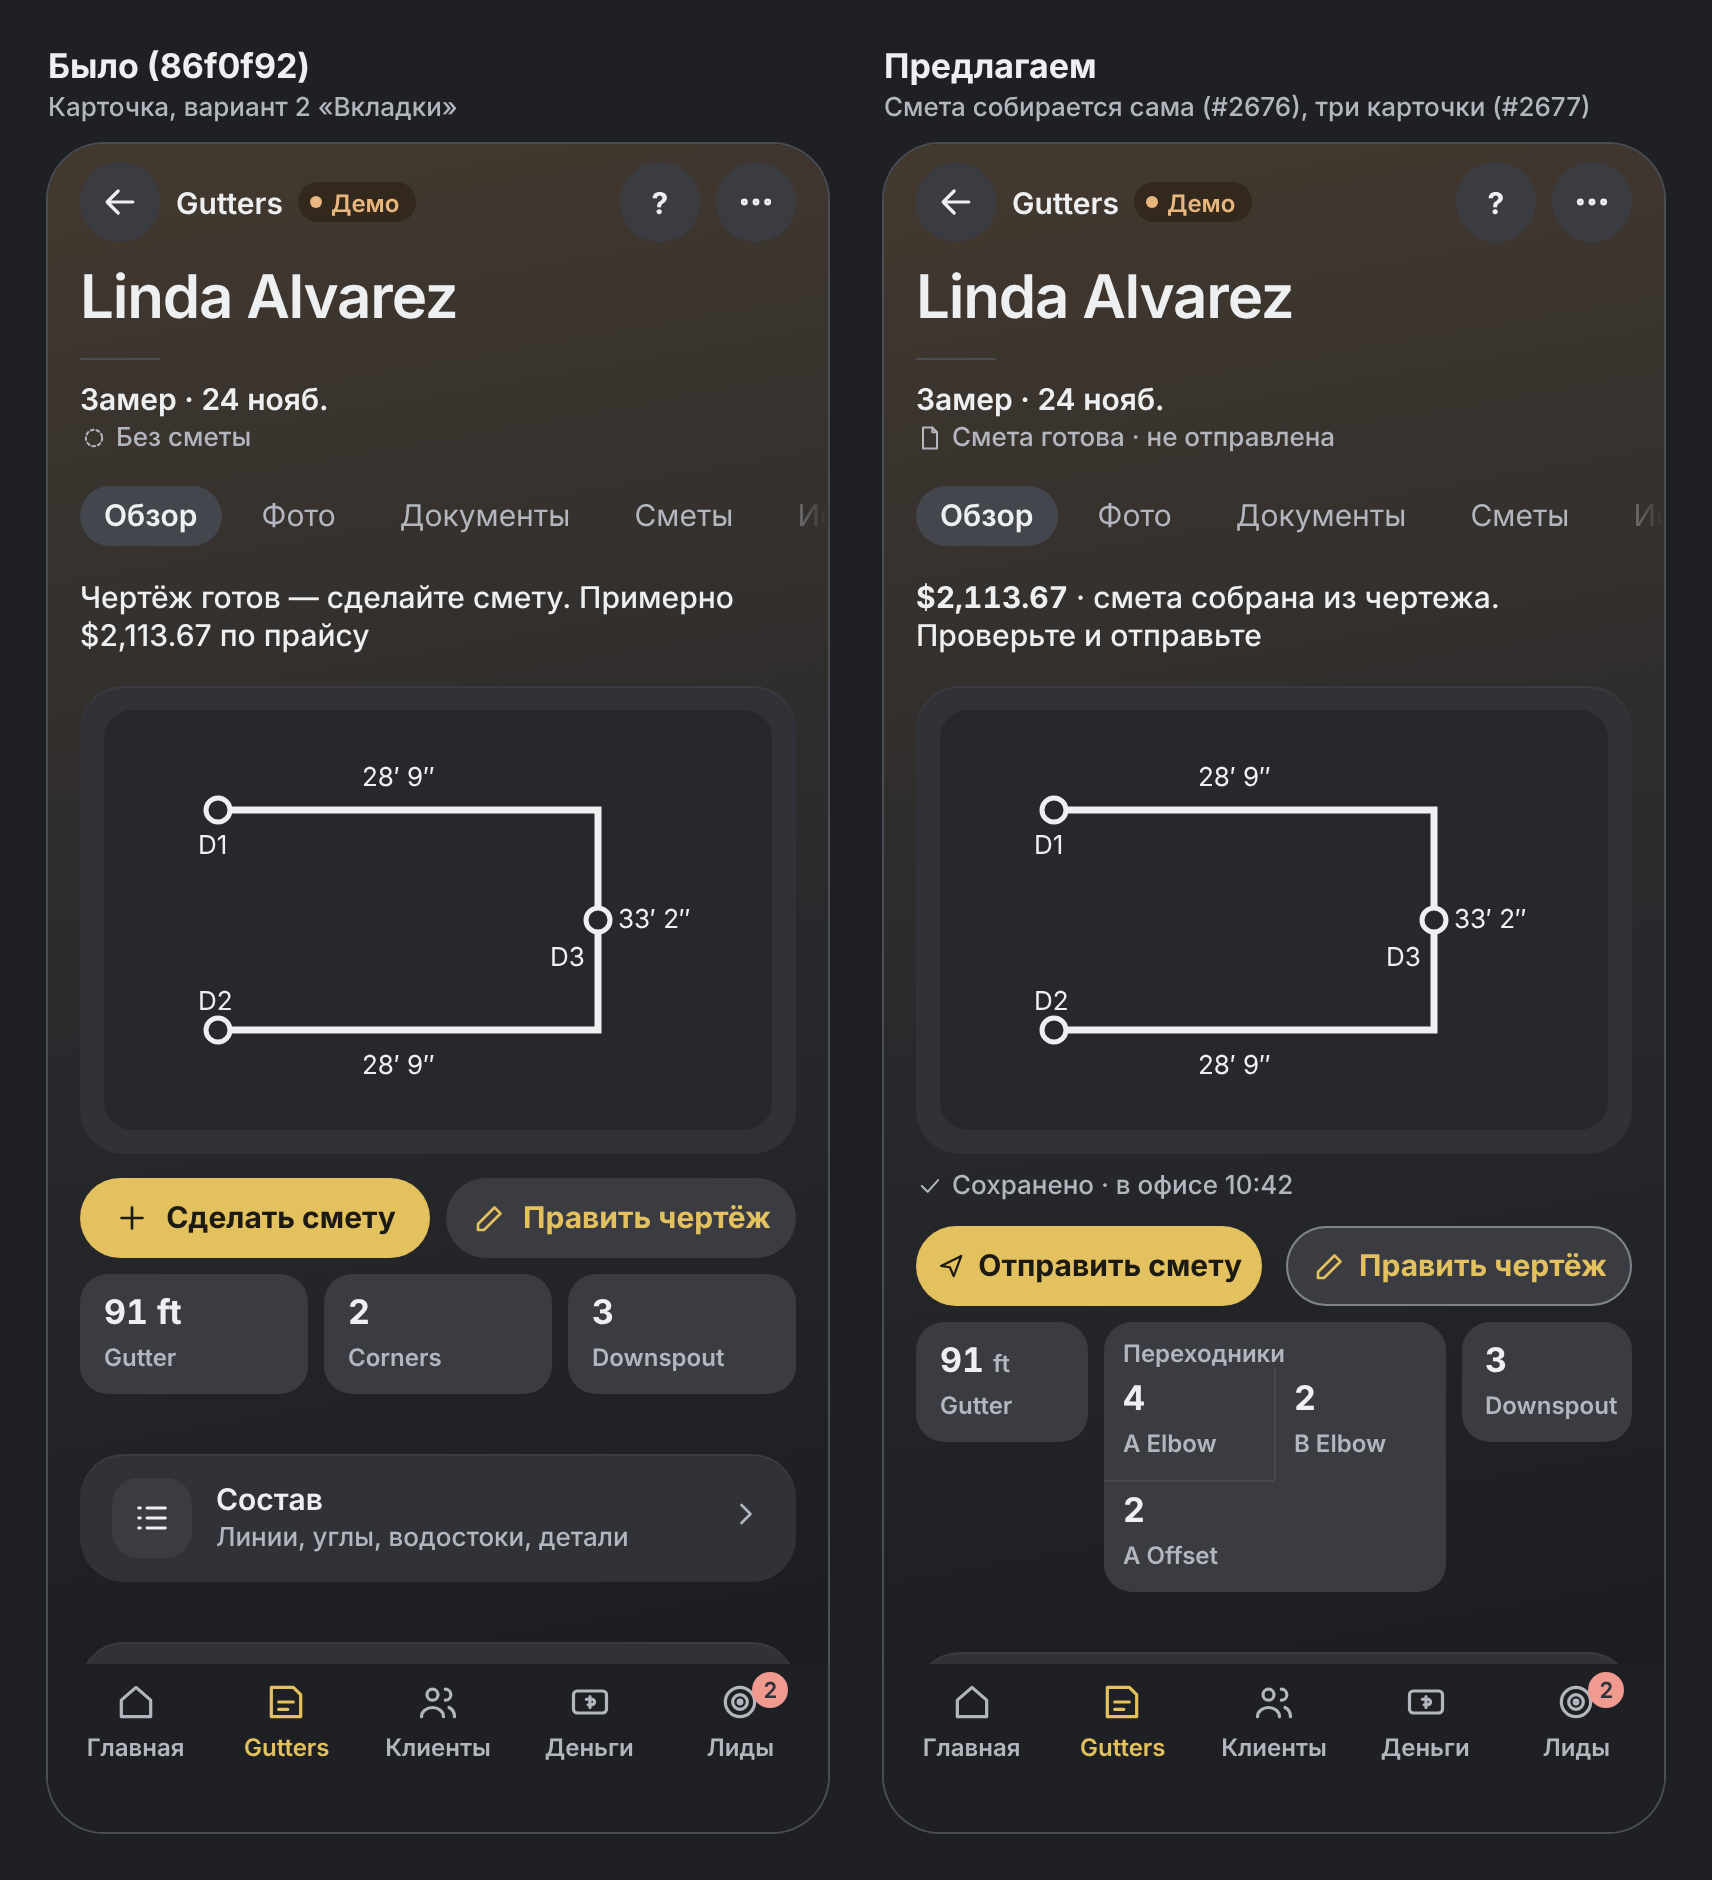 Было (86f0f92)
Карточка, вариант 2 «Вкладки»
Gutters
Демо
?
Linda Alvarez
Замер · 24 нояб.
Без сметы
Обзор
Фото
Документы
Сметы
Чертёж готов — сделайте смету. Примерно
$2,113.67 по прайсу
28′ 9″
D1
33′ 2″
D3
D2
28′ 9″
Сделать смету
Править чертёж
91 ft
Gutter
2
Corners
3
Downspout
Состав
Линии, углы, водостоки, детали
Главная
Gutters
Клиенты
Деньги
2
Лиды
Предлагаем
Смета собирается сама (#2676), три карточки (#2677)
Gutters
Демо
?
Linda Alvarez
Замер · 24 нояб.
Смета готова · не отправлена
Обзор
Фото
Документы
Сметы
$2,113.67 · смета собрана из чертежа.
Проверьте и отправьте
28′ 9″
D1
33′ 2″
D3
D2
28′ 9″
Сохранено · в офисе 10:42
Отправить смету
Править чертёж
91 ft
Gutter
Переходники
4
A Elbow
2
B Elbow
2
A Offset
3
Downspout
Главная
Gutters
Клиенты
Деньги
2
Лиды